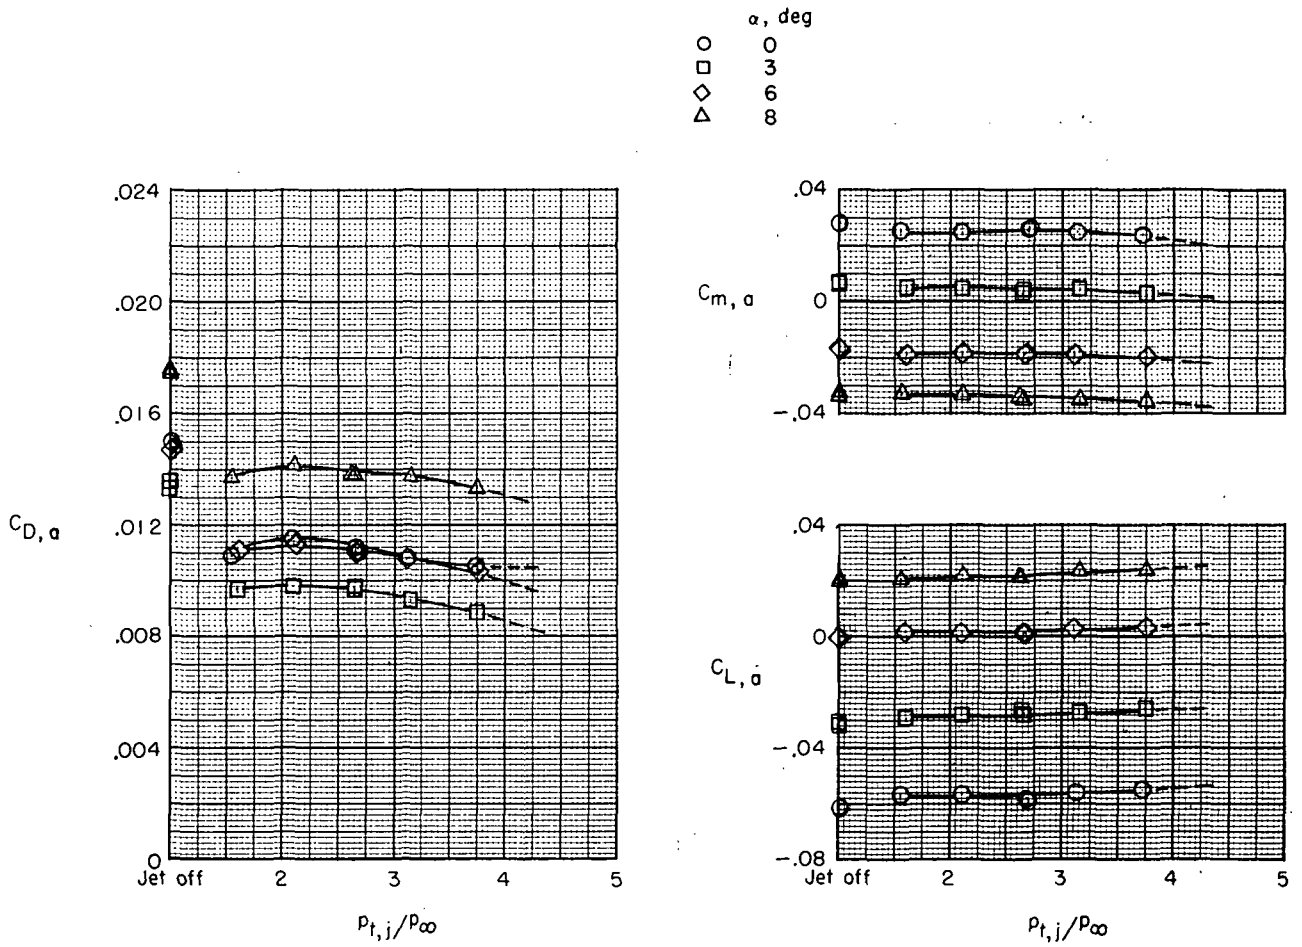 α, deg
0
3
6
8
.024
.020
.016
.012
.008
.004
0
C_D,a
Jet off 2 3 4 5
p_t,j/p_∞
.04
0
-.04
C_m,a
.04
0
-.04
-.08
C_L,a
Jet off 2 3 4 5
p_t,j/p_∞